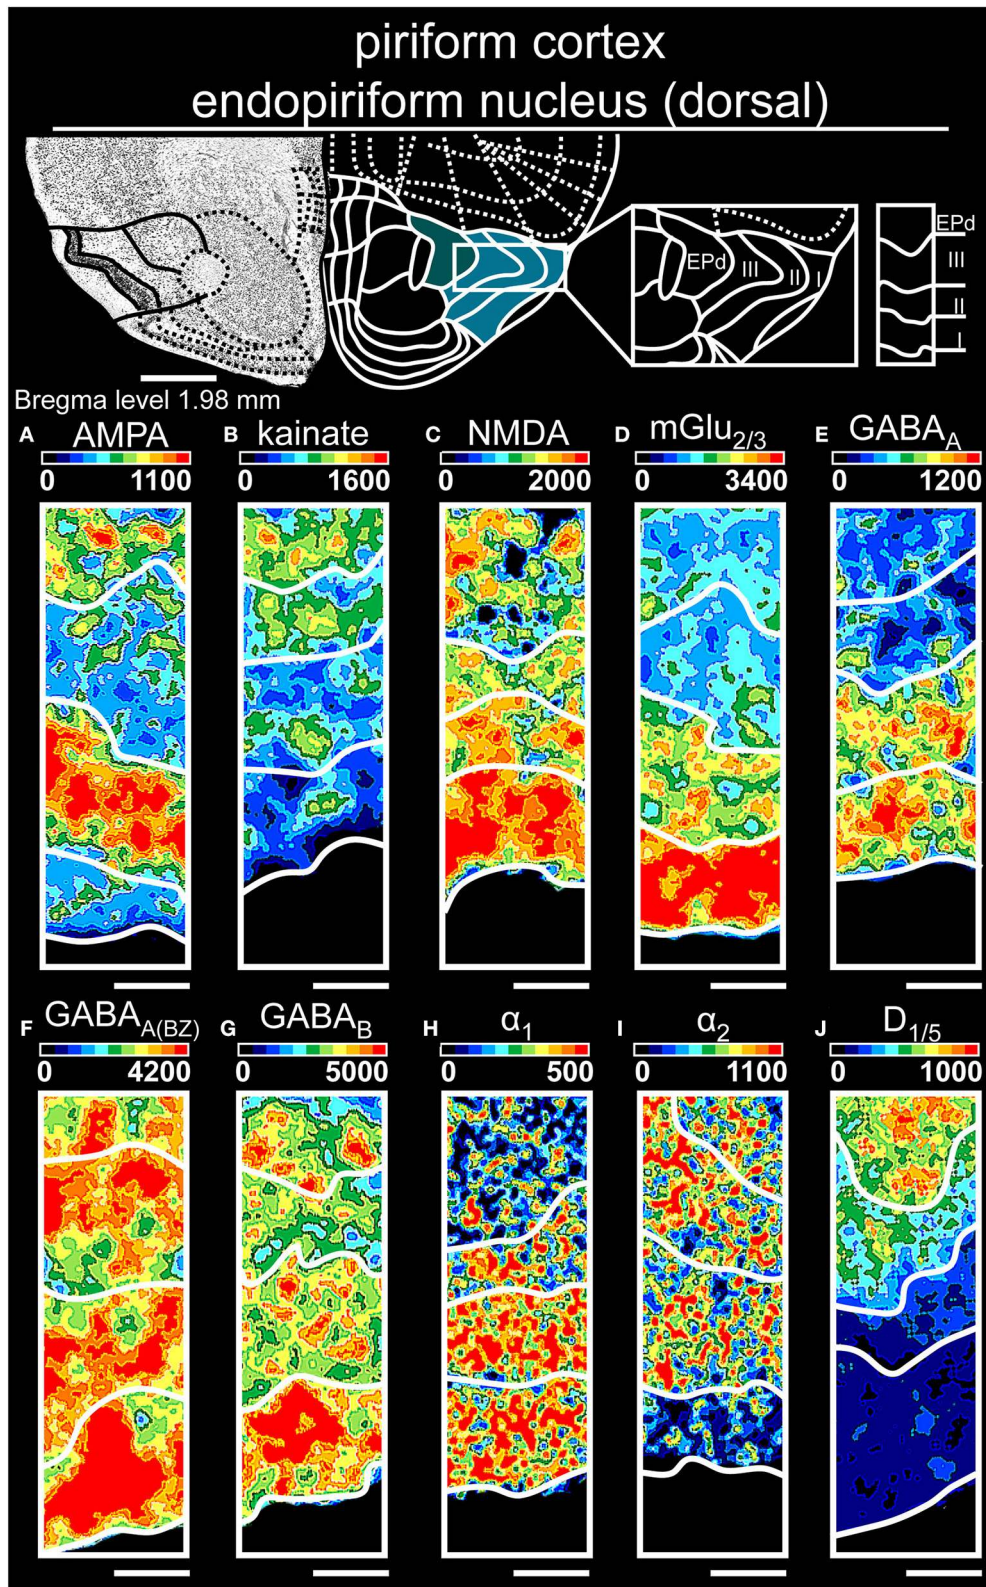 piriform cortex
endopiriform nucleus (dorsal)
EPd III II I
EPd
III
II
I
Bregma level 1.98 mm
A AMPA B kainate C NMDA D mGlu2/3 E GABAA
0 1100 0 1600 0 2000 0 3400 0 1200
F GABAA(BZ) G GABAB H α1 I α2 J D1/5
0 4200 0 5000 0 500 0 1100 0 1000